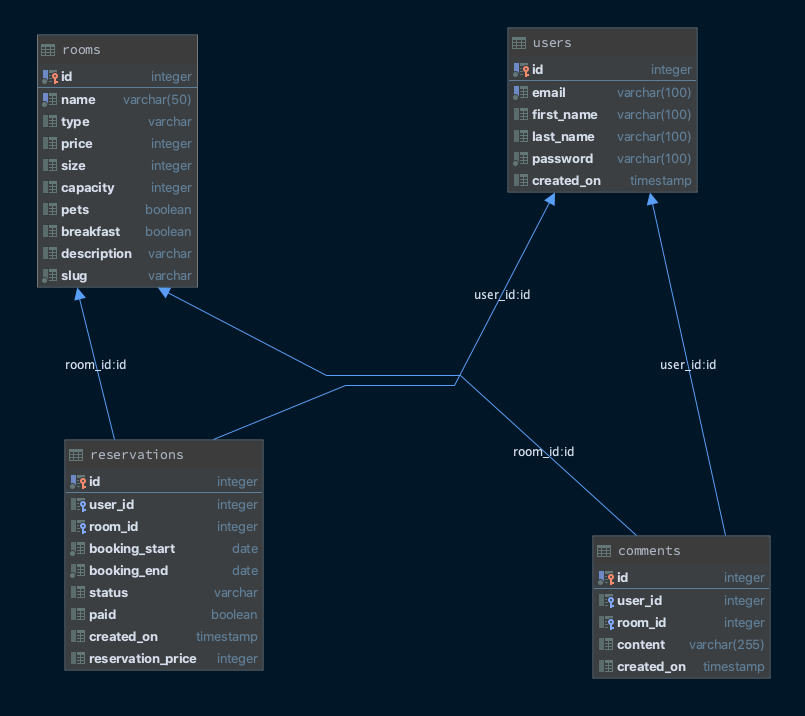 rooms
id integer
name varchar(50)
type varchar
price integer
size integer
capacity integer
pets boolean
breakfast boolean
description varchar
slug varchar
users
id integer
email varchar(100)
first_name varchar(100)
last_name varchar(100)
password varchar(100)
created_on timestamp
user_id:id
room_id:id
user_id:id
room_id:id
reservations
id integer
user_id integer
room_id integer
booking_start date
booking_end date
status varchar
paid boolean
created_on timestamp
reservation_price integer
comments
id integer
user_id integer
room_id integer
content varchar(255)
created_on timestamp